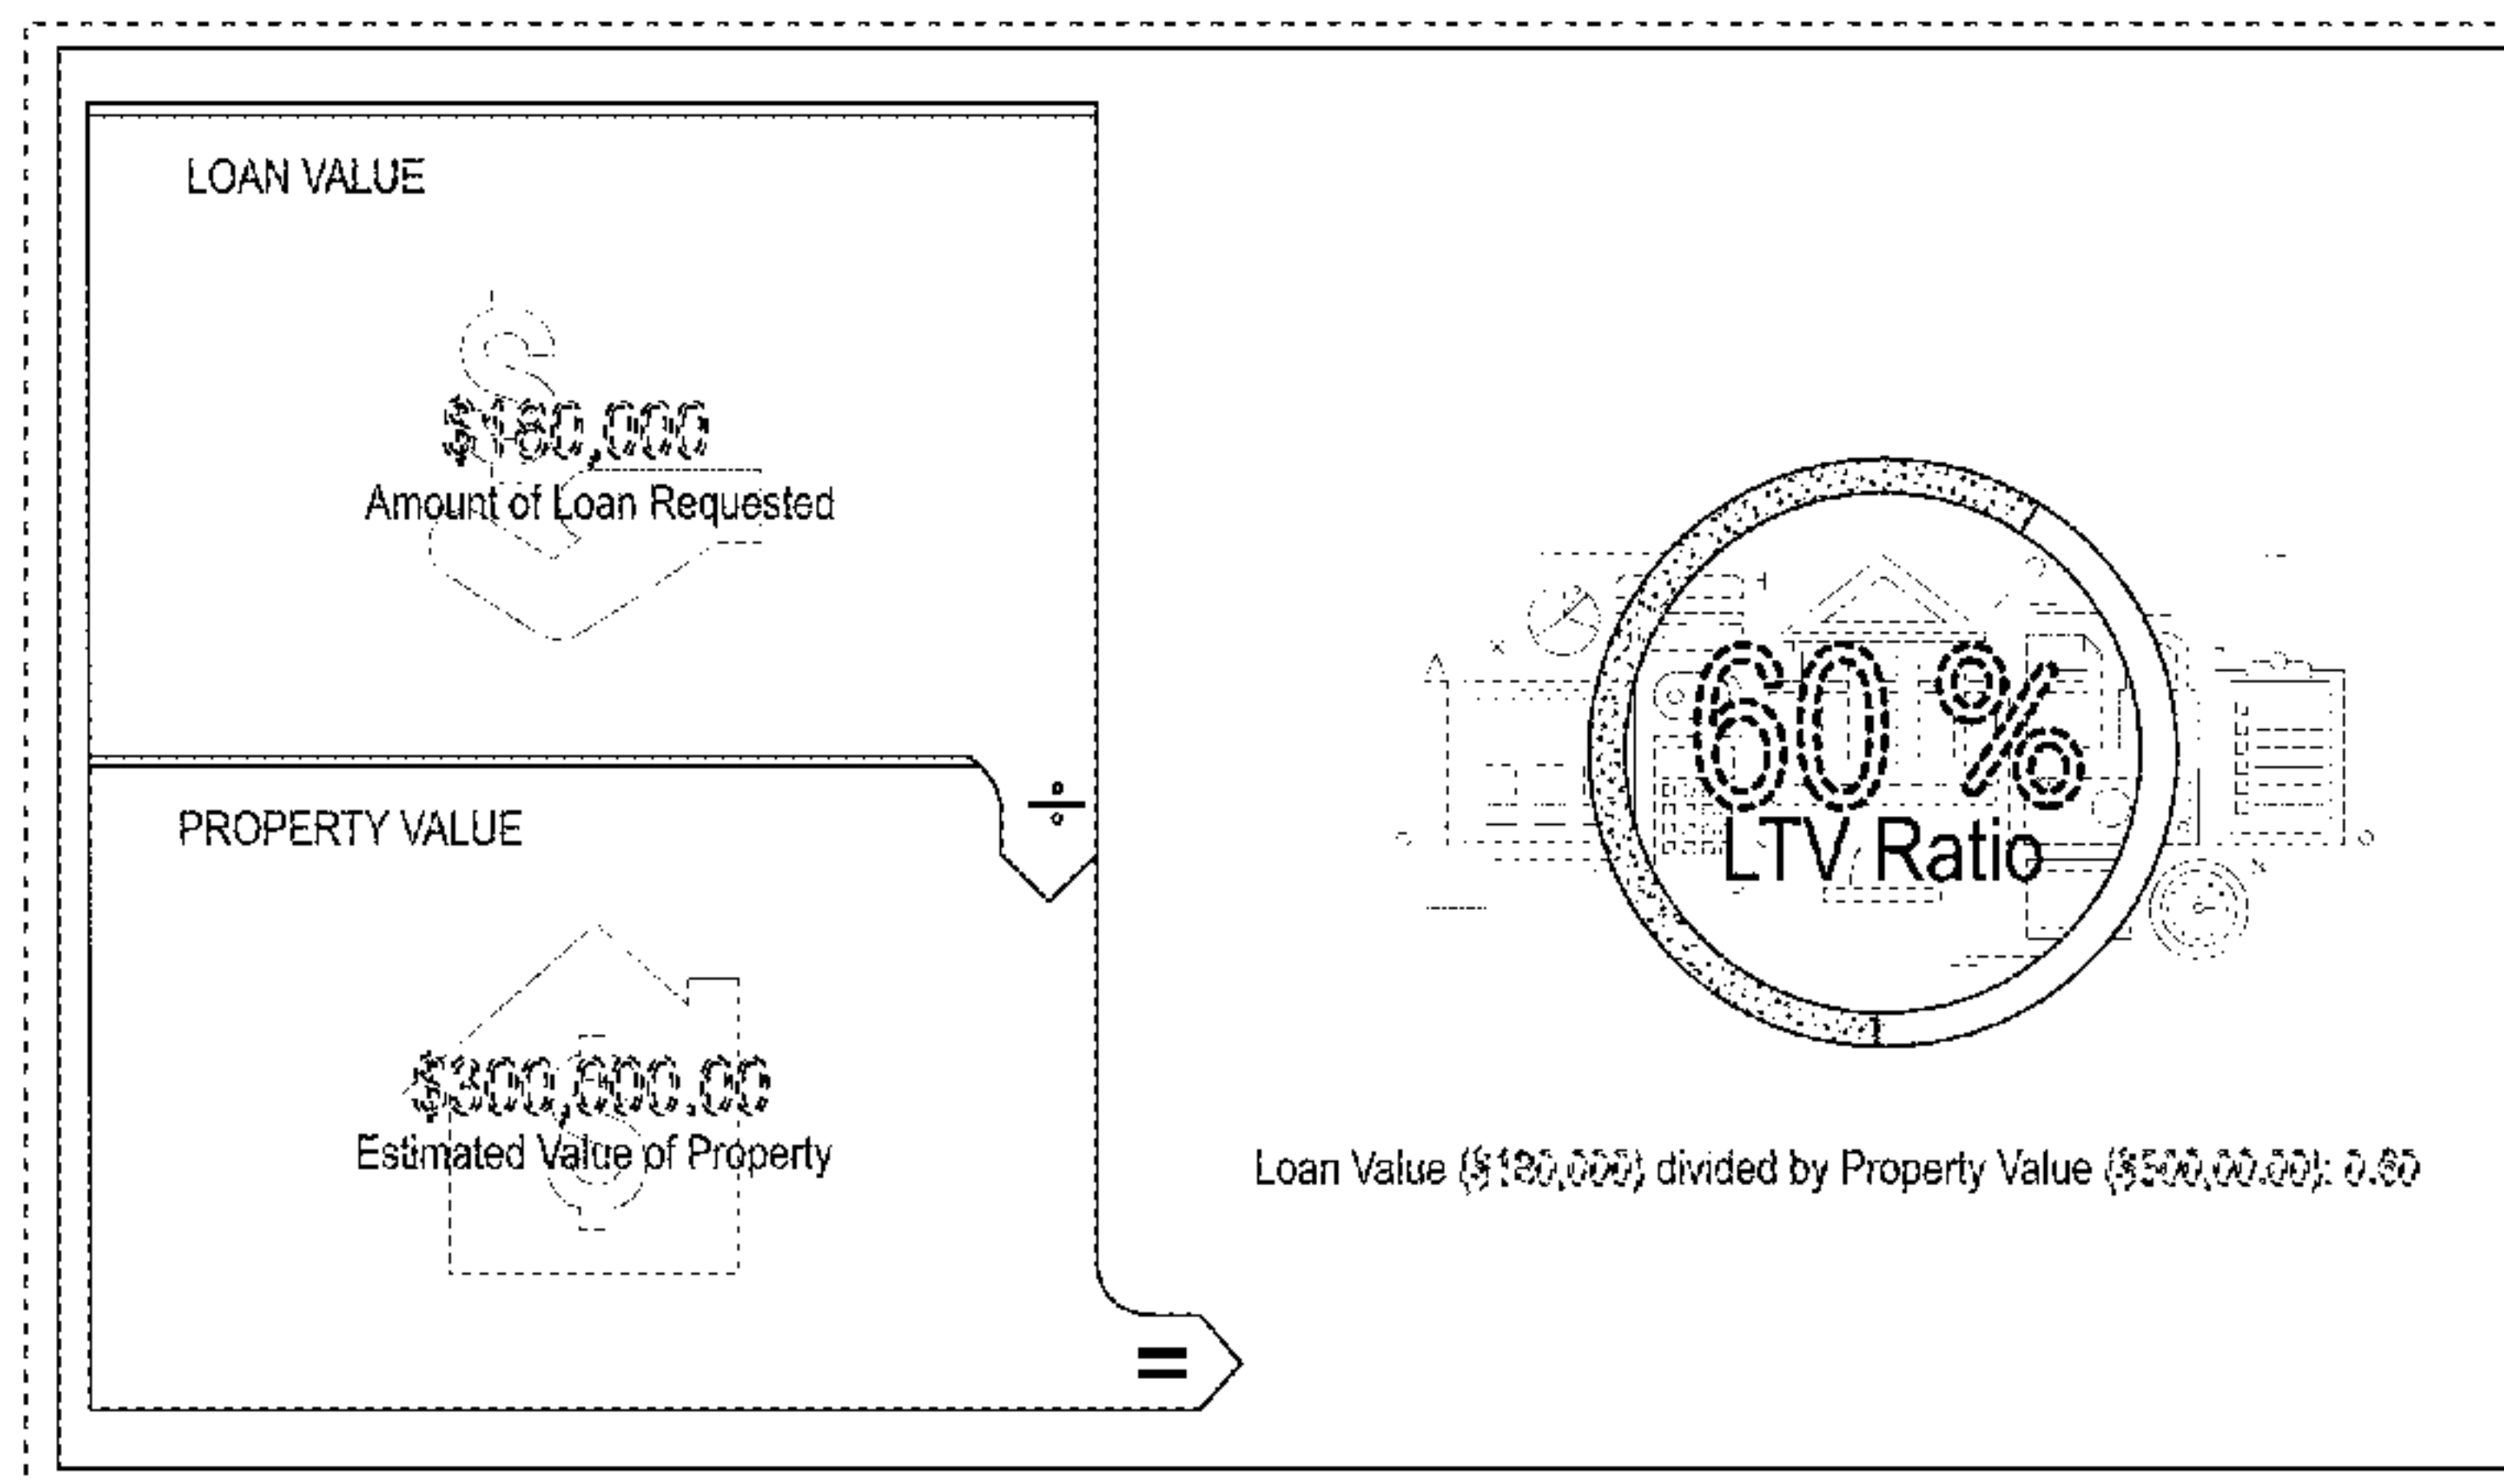 LOAN VALUE
$180,000
Amount of Loan Requested
÷
PROPERTY VALUE
$300,000.00
Estimated Value of Property
=
60 %
LTV Ratio
Loan Value ($180,000) divided by Property Value ($500,00.00): 0.60